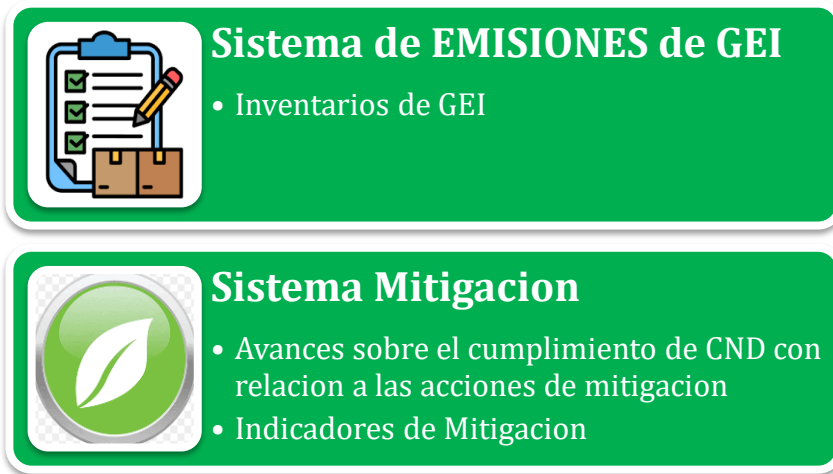 Sistema de EMISIONES de GEI
• Inventarios de GEI
Sistema Mitigacion
• Avances sobre el cumplimiento de CND con
relacion a las acciones de mitigacion
• Indicadores de Mitigacion